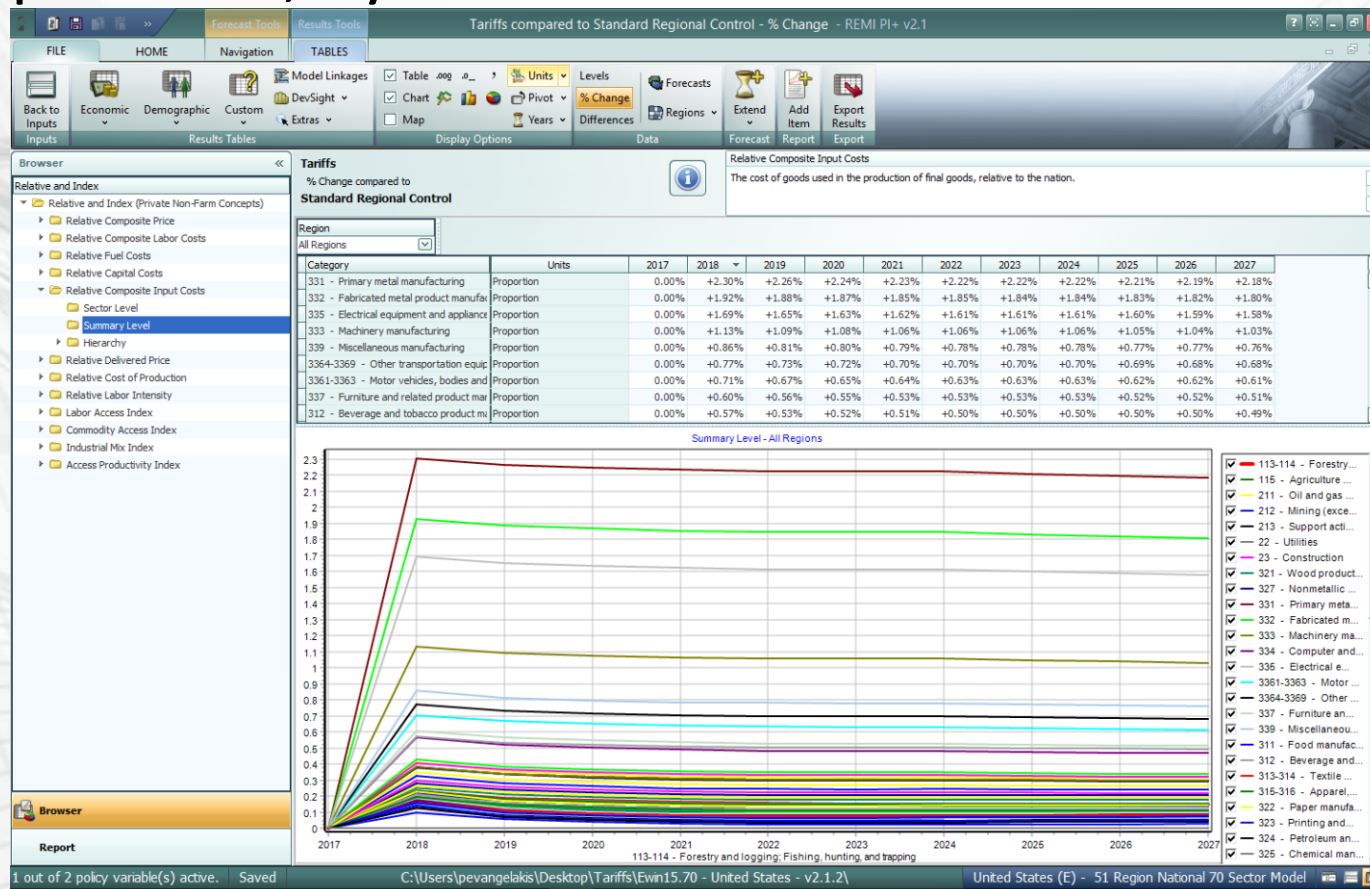 Forecast Tools
Results Tools
Tariffs compared to Standard Regional Control - % Change - REMI PI+ v2.1
FILE
HOME
Navigation
TABLES
Back to Inputs
Economic
Demographic
Custom
Model Linkages
DevSight
Extras
Table
Chart
Map
Units
Pivot
Years
Levels
% Change
Differences
Forecasts
Regions
Extend
Add Item
Export Results
Inputs
Results Tables
Display Options
Data
Forecast
Report
Export
Browser
Relative and Index
Relative and Index (Private Non-Farm Concepts)
Relative Composite Price
Relative Composite Labor Costs
Relative Fuel Costs
Relative Capital Costs
Relative Composite Input Costs
Sector Level
Summary Level
Hierarchy
Relative Delivered Price
Relative Cost of Production
Relative Labor Intensity
Labor Access Index
Commodity Access Index
Industrial Mix Index
Access Productivity Index
Browser
Report
Tariffs
% Change compared to
Standard Regional Control
Relative Composite Input Costs
The cost of goods used in the production of final goods, relative to the nation.
Region
All Regions
Category Units 2017 2018 2019 2020 2021 2022 2023 2024 2025 2026 2027
331 - Primary metal manufacturing Proportion 0.00% +2.30% +2.26% +2.24% +2.23% +2.22% +2.22% +2.22% +2.21% +2.19% +2.18%
332 - Fabricated metal product manufac Proportion 0.00% +1.92% +1.88% +1.87% +1.85% +1.85% +1.84% +1.84% +1.83% +1.82% +1.80%
335 - Electrical equipment and appliance Proportion 0.00% +1.69% +1.65% +1.63% +1.62% +1.61% +1.61% +1.61% +1.60% +1.59% +1.58%
333 - Machinery manufacturing Proportion 0.00% +1.13% +1.09% +1.08% +1.06% +1.06% +1.06% +1.06% +1.05% +1.04% +1.03%
339 - Miscellaneous manufacturing Proportion 0.00% +0.86% +0.81% +0.80% +0.79% +0.78% +0.78% +0.78% +0.77% +0.77% +0.76%
3364-3369 - Other transportation equip Proportion 0.00% +0.77% +0.73% +0.72% +0.70% +0.70% +0.70% +0.70% +0.69% +0.68% +0.68%
3361-3363 - Motor vehicles, bodies and Proportion 0.00% +0.71% +0.67% +0.65% +0.64% +0.63% +0.63% +0.63% +0.62% +0.62% +0.61%
337 - Furniture and related product mar Proportion 0.00% +0.60% +0.56% +0.55% +0.53% +0.53% +0.53% +0.53% +0.52% +0.52% +0.51%
312 - Beverage and tobacco product ma Proportion 0.00% +0.57% +0.53% +0.52% +0.51% +0.50% +0.50% +0.50% +0.50% +0.50% +0.49%
Summary Level - All Regions
2.3
2.2
2.1
2
1.9
1.8
1.7
1.6
1.5
1.4
1.3
1.2
1.1
1
0.9
0.8
0.7
0.6
0.5
0.4
0.3
0.2
0.1
0
2017 2018 2019 2020 2021 2022 2023 2024 2025 2026 2027
113-114 - Forestry and logging; Fishing, hunting, and trapping
113-114 - Forestry...
115 - Agriculture ...
211 - Oil and gas ...
212 - Mining (exce...
213 - Support acti...
22 - Utilities
23 - Construction
321 - Wood product...
327 - Nonmetallic ...
331 - Primary meta...
332 - Fabricated m...
333 - Machinery ma...
334 - Computer and...
335 - Electrical e...
3361-3363 - Motor ...
3364-3369 - Other ...
337 - Furniture an...
339 - Miscellaneou...
311 - Food manufac...
312 - Beverage and...
313-314 - Textile ...
315-316 - Apparel,...
322 - Paper manufa...
323 - Printing and...
324 - Petroleum an...
325 - Chemical man...
1 out of 2 policy variable(s) active.
Saved
C:\Users\pevangelakis\Desktop\Tariffs\Ewin15.70 - United States - v2.1.2\
United States (E) - 51 Region National 70 Sector Model